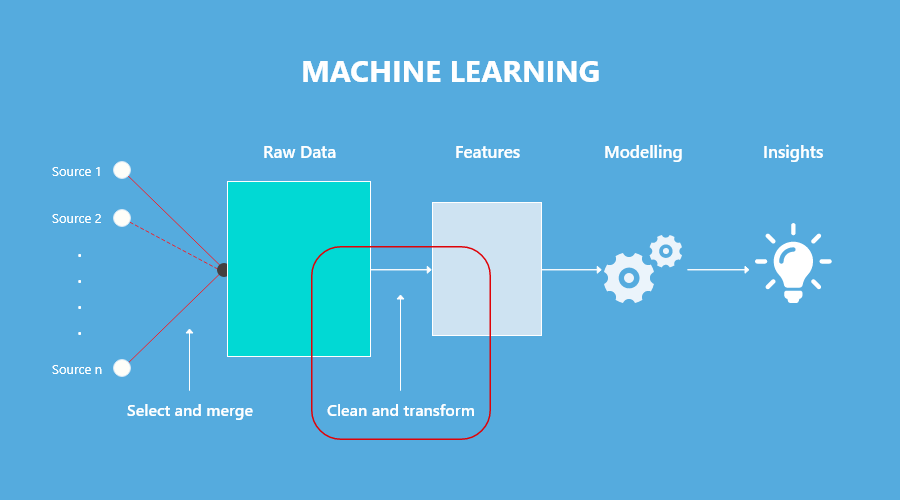 MACHINE LEARNING
Raw Data
Features
Modelling
Insights
Source 1
Source 2
Source n
Select and merge
Clean and transform